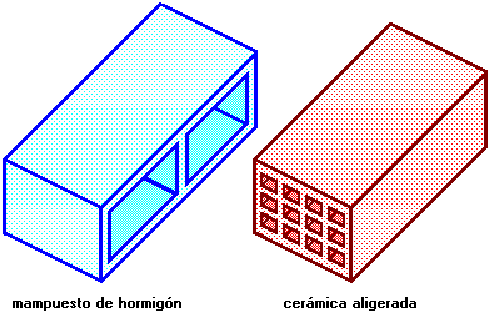 mampuesto de hormigón
cerámica aligerada